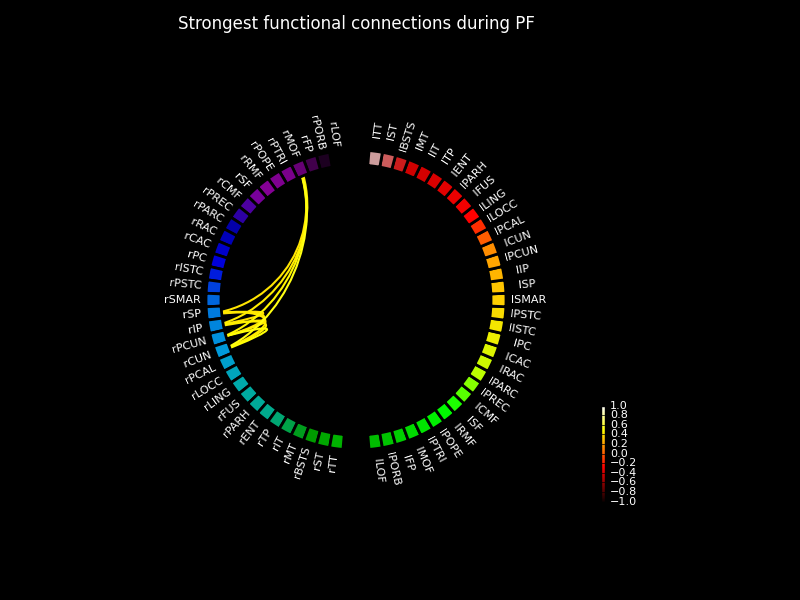 Strongest functional connections during PF
lTT
lST
lBSTS
lMT
lIT
lTP
lENT
lPARH
lFUS
lLING
lLOCC
lPCAL
lCUN
lPCUN
lIP
lSP
lSMAR
lPSTC
lISTC
lPC
lCAC
lRAC
lPARC
lPREC
lCMF
lSF
lRMF
lPOPE
lPTRI
lMOF
lFP
lPORB
lLOF
rLOF
rPORB
rFP
rMOF
rPTRI
rPOPE
rRMF
rSF
rCMF
rPREC
rPARC
rRAC
rCAC
rPC
rISTC
rPSTC
rSMAR
rSP
rIP
rPCUN
rCUN
rPCAL
rLOCC
rLING
rFUS
rPARH
rENT
rTP
rIT
rMT
rBSTS
rST
rTT
1.0
0.8
0.6
0.4
0.2
0.0
−0.2
−0.4
−0.6
−0.8
−1.0